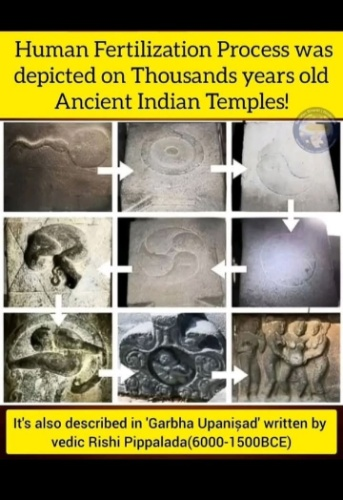 Human Fertilization Process was
depicted on Thousands years old
Ancient Indian Temples!
It's also described in 'Garbha Upaniṣad' written by
vedic Rishi Pippalada(6000-1500BCE)